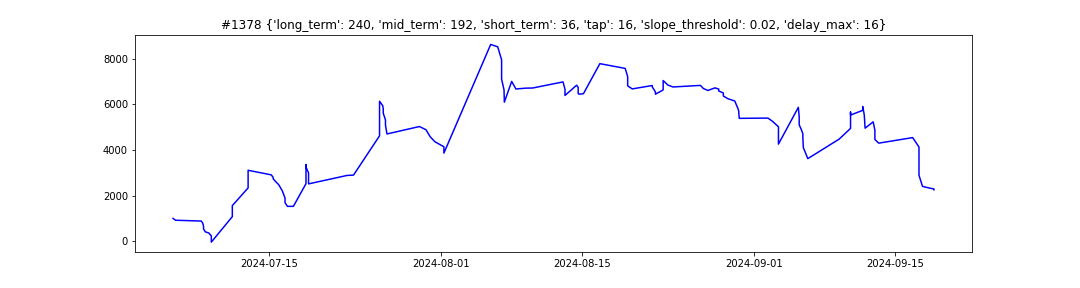 #1378 {'long_term': 240, 'mid_term': 192, 'short_term': 36, 'tap': 16, 'slope_threshold': 0.02, 'delay_max': 16}
8000
6000
4000
2000
0
2024-07-15 2024-08-01 2024-08-15 2024-09-01 2024-09-15